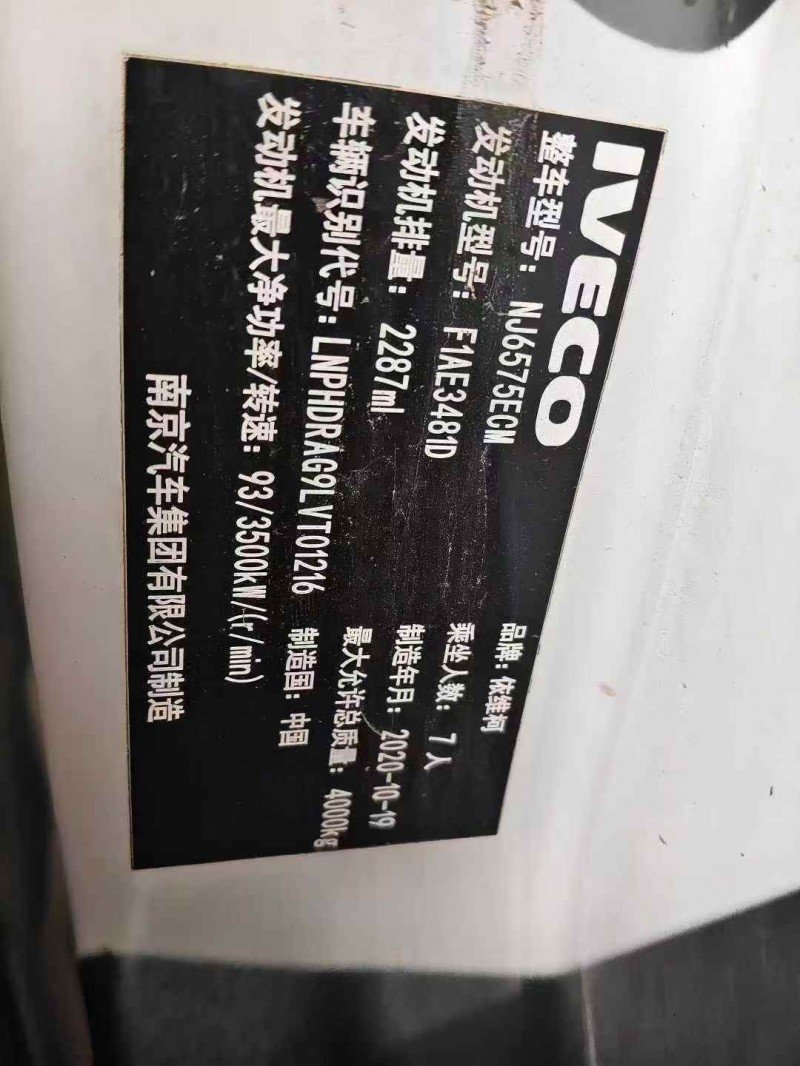 IVECO
整车型号：NJ6575ECM 品牌：依维柯
发动机型号：F1AE3481D 乘坐人数：7人
发动机排量：2287ml 制造年月：2020-10-19
车辆识别代号：LNPHDRAG9LVT01216 最大允许总质量：4000kg
发动机最大净功率/转速：93/3500kW/(r/min) 制造国：中国
南京汽车集团有限公司制造